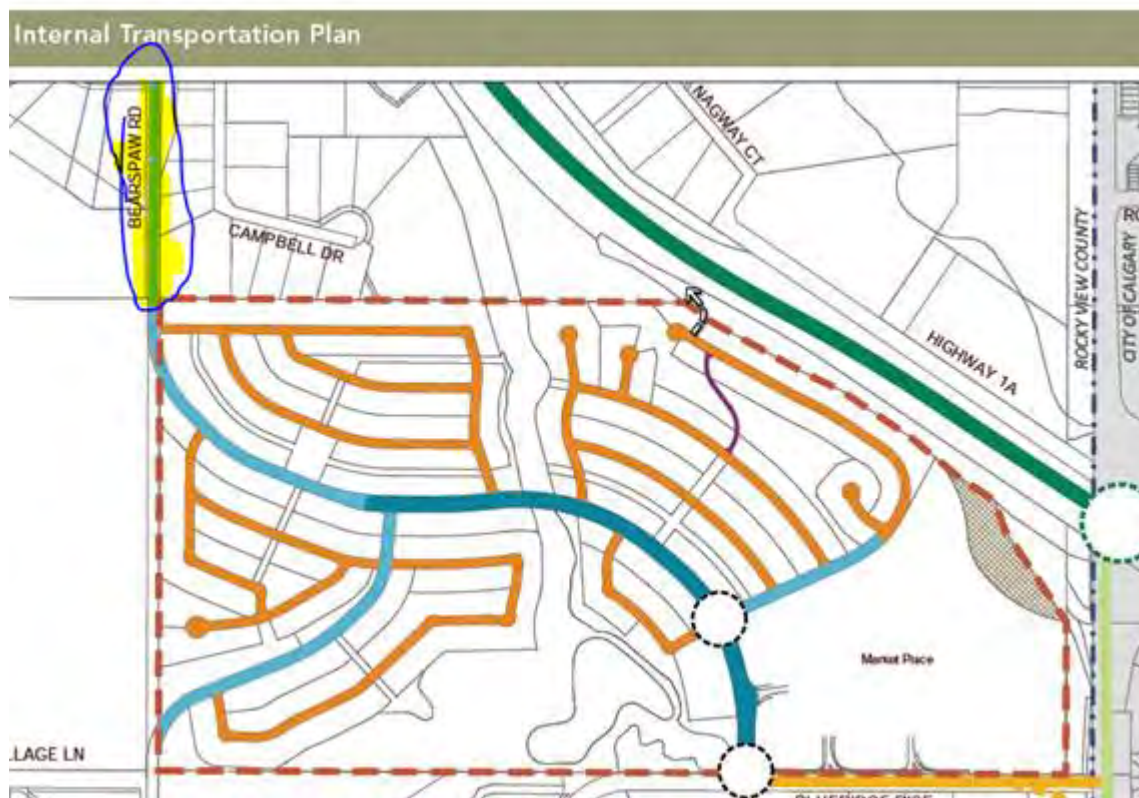 Internal Transportation Plan
BEARSPAW RD
NAGWAY CT
CAMPBELL DR
ROCKY VIEW COUNTY
CITY OF CALGARY
HIGHWAY 1A
Market Place
LLAGE LN